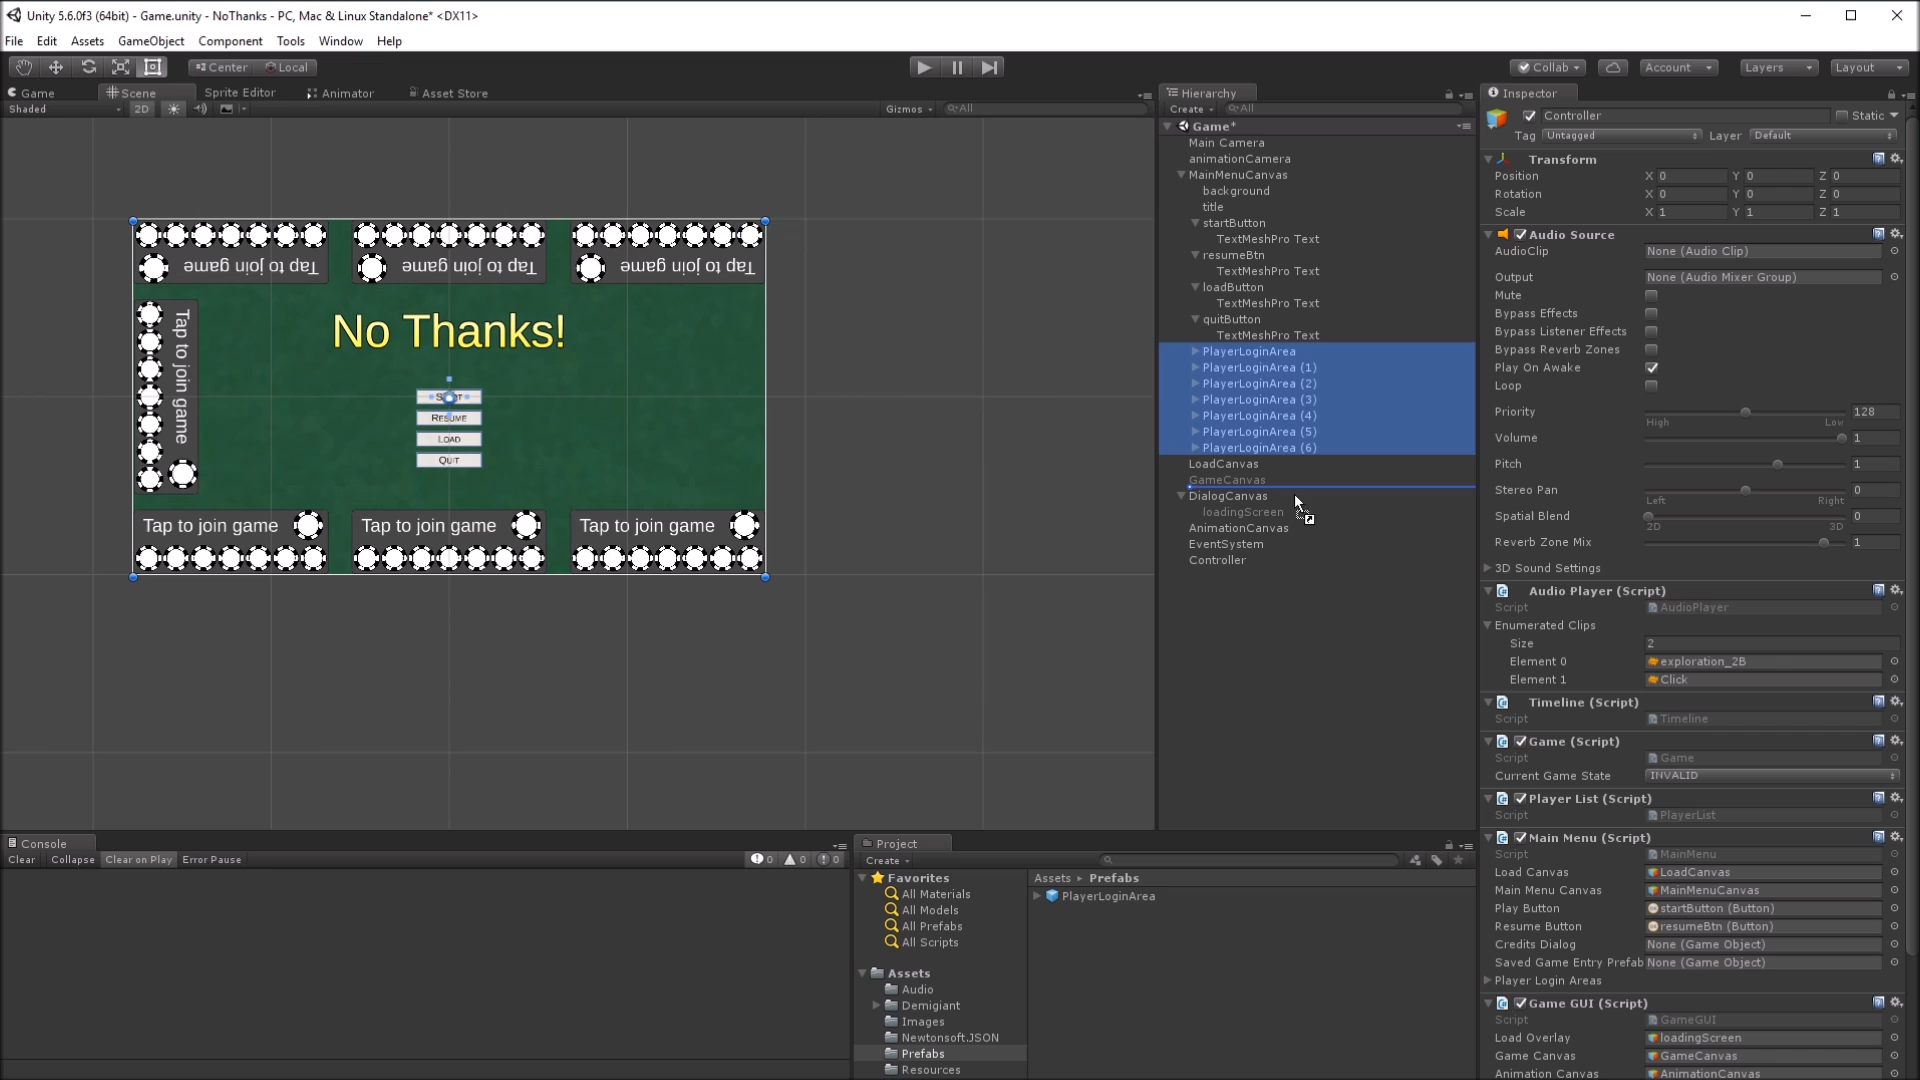 Unity 5.6.0f3 (64bit) - Game.unity - NoThanks - PC, Mac & Linux Standalone* <DX11>
File Edit Assets GameObject Component Tools Window Help
Center Local
Collab Account Layers Layout
Game Scene Sprite Editor Animator Asset Store
Shaded 2D Gizmos All
Tap to join game
Tap to join game
Tap to join game
Tap to join game
No Thanks!
RESUME
LOAD
QUIT
Tap to join game
Tap to join game
Tap to join game
Hierarchy
Create All
Game*
Main Camera
animationCamera
MainMenuCanvas
background
title
startButton
TextMeshPro Text
resumeBtn
TextMeshPro Text
loadButton
TextMeshPro Text
quitButton
TextMeshPro Text
PlayerLoginArea
PlayerLoginArea (1)
PlayerLoginArea (2)
PlayerLoginArea (3)
PlayerLoginArea (4)
PlayerLoginArea (5)
PlayerLoginArea (6)
LoadCanvas
GameCanvas
DialogCanvas
loadingScreen
AnimationCanvas
EventSystem
Controller
Inspector
Controller Static
Tag Untagged Layer Default
Transform
Position X 0 Y 0 Z 0
Rotation X 0 Y 0 Z 0
Scale X 1 Y 1 Z 1
Audio Source
AudioClip None (Audio Clip)
Output None (Audio Mixer Group)
Mute
Bypass Effects
Bypass Listener Effects
Bypass Reverb Zones
Play On Awake
Loop
Priority 128
High Low
Volume 1
Pitch 1
Stereo Pan 0
Left Right
Spatial Blend 0
2D 3D
Reverb Zone Mix 1
3D Sound Settings
Audio Player (Script)
Script AudioPlayer
Enumerated Clips
Size 2
Element 0 exploration_2B
Element 1 Click
Timeline (Script)
Script Timeline
Game (Script)
Script Game
Current Game State INVALID
Player List (Script)
Script PlayerList
Main Menu (Script)
Script MainMenu
Load Canvas LoadCanvas
Main Menu Canvas MainMenuCanvas
Play Button startButton (Button)
Resume Button resumeBtn (Button)
Credits Dialog None (Game Object)
Saved Game Entry Prefab None (Game Object)
Player Login Areas
Game GUI (Script)
Script GameGUI
Load Overlay loadingScreen
Game Canvas GameCanvas
Animation Canvas AnimationCanvas
Console
Clear Collapse Clear on Play Error Pause 0 0 0
Project
Create
Favorites
All Materials
All Models
All Prefabs
All Scripts
Assets
Audio
Demigiant
Images
Newtonsoft.JSON
Prefabs
Resources
Assets Prefabs
PlayerLoginArea